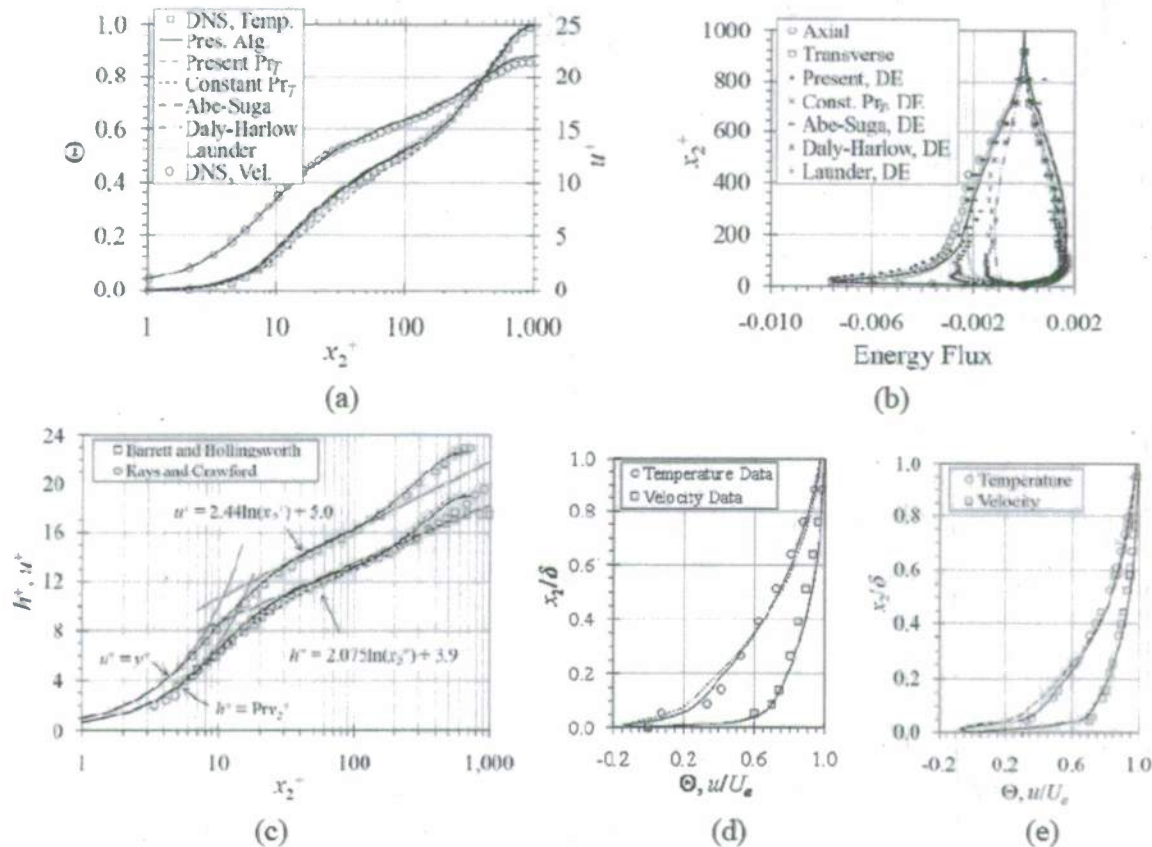 DNS, Temp.
Pres. Alg.
Present Pr_T
Constant Pr_T
Abe-Suga
Daly-Harlow
Launder
DNS, Vel.
1.0
0.8
0.6
0.4
0.2
0.0
Θ
25
20
15
10
5
0
u⁺
1 10 100 1,000
x₂⁺
(a)
Axial
Transverse
Present, DE
Const. Pr_T, DE
Abe-Suga, DE
Daly-Harlow, DE
Launder, DE
1000
800
600
400
200
0
x₂⁺
-0.010 -0.006 -0.002 0.002
Energy Flux
(b)
Barrett and Hollingsworth
Kays and Crawford
24
20
16
12
8
4
0
h⁺, u⁺
u⁺ = 2.44ln(x₂⁺) + 5.0
h⁺ = 2.075ln(x₂⁺) + 3.9
u⁺ = y⁺
h⁺ = Prv₂⁺
1 10 100 1,000
x₂⁺
(c)
Temperature Data
Velocity Data
1.0
0.8
0.6
0.4
0.2
0.0
x₂/δ
-0.2 0.2 0.6 1.0
Θ, u/U_e
(d)
Temperature
Velocity
1.0
0.8
0.6
0.4
0.2
0.0
x₂/δ
-0.2 0.2 0.6 1.0
Θ, u/U_e
(e)